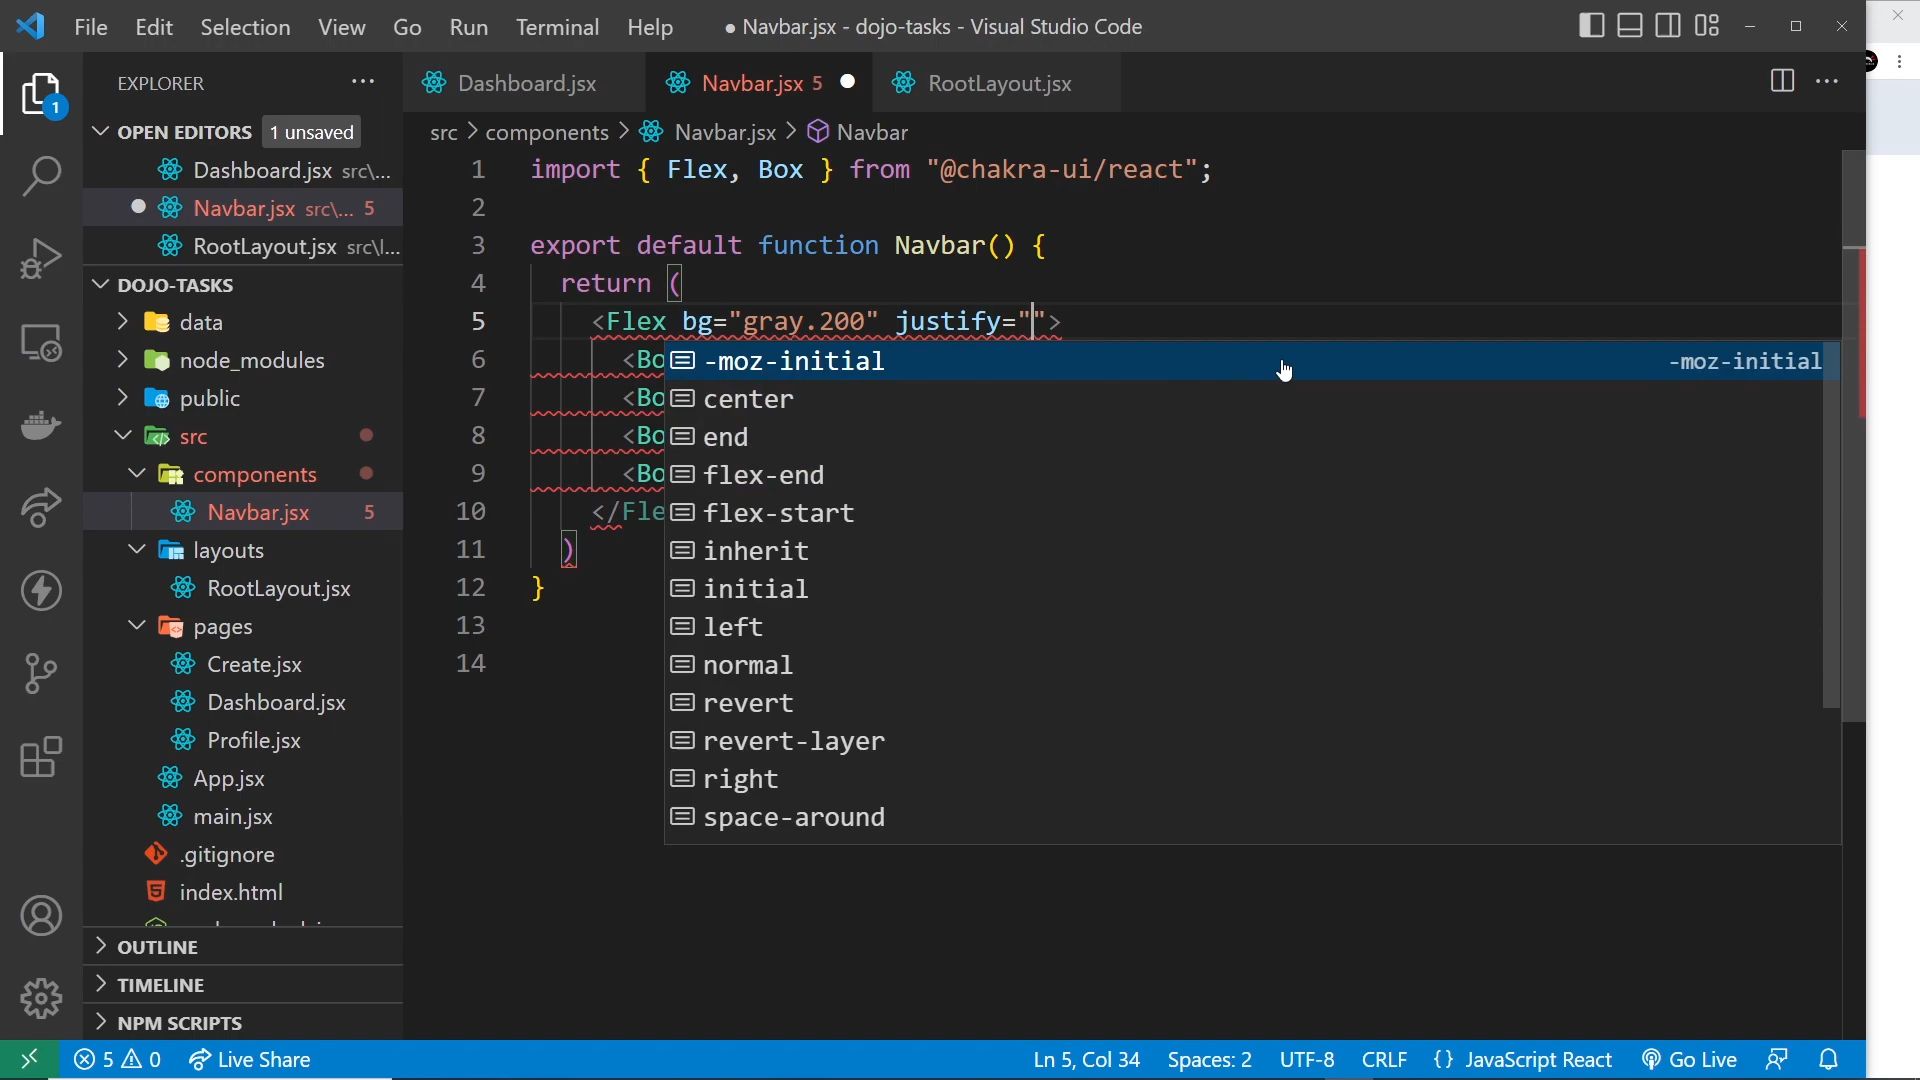 File Edit Selection View Go Run Terminal Help ● Navbar.jsx - dojo-tasks - Visual Studio Code
EXPLORER
Dashboard.jsx
Navbar.jsx 5
RootLayout.jsx
1
OPEN EDITORS
1 unsaved
src > components > Navbar.jsx > Navbar
Dashboard.jsx src\...
Navbar.jsx src\... 5
RootLayout.jsx src\l...
DOJO-TASKS
data
node_modules
public
src
components
Navbar.jsx 5
layouts
RootLayout.jsx
pages
Create.jsx
Dashboard.jsx
Profile.jsx
App.jsx
main.jsx
.gitignore
index.html
OUTLINE
TIMELINE
NPM SCRIPTS
1 import { Flex, Box } from "@chakra-ui/react";
2
3 export default function Navbar() {
4 return (
5 <Flex bg="gray.200" justify="">
6 <Bo
7 <Bo
8 <Bo
9 <Bo
10 </Fle
11 )
12 }
13
14
-moz-initial -moz-initial
center
end
flex-end
flex-start
inherit
initial
left
normal
revert
revert-layer
right
space-around
5 0 Live Share Ln 5, Col 34 Spaces: 2 UTF-8 CRLF {} JavaScript React Go Live